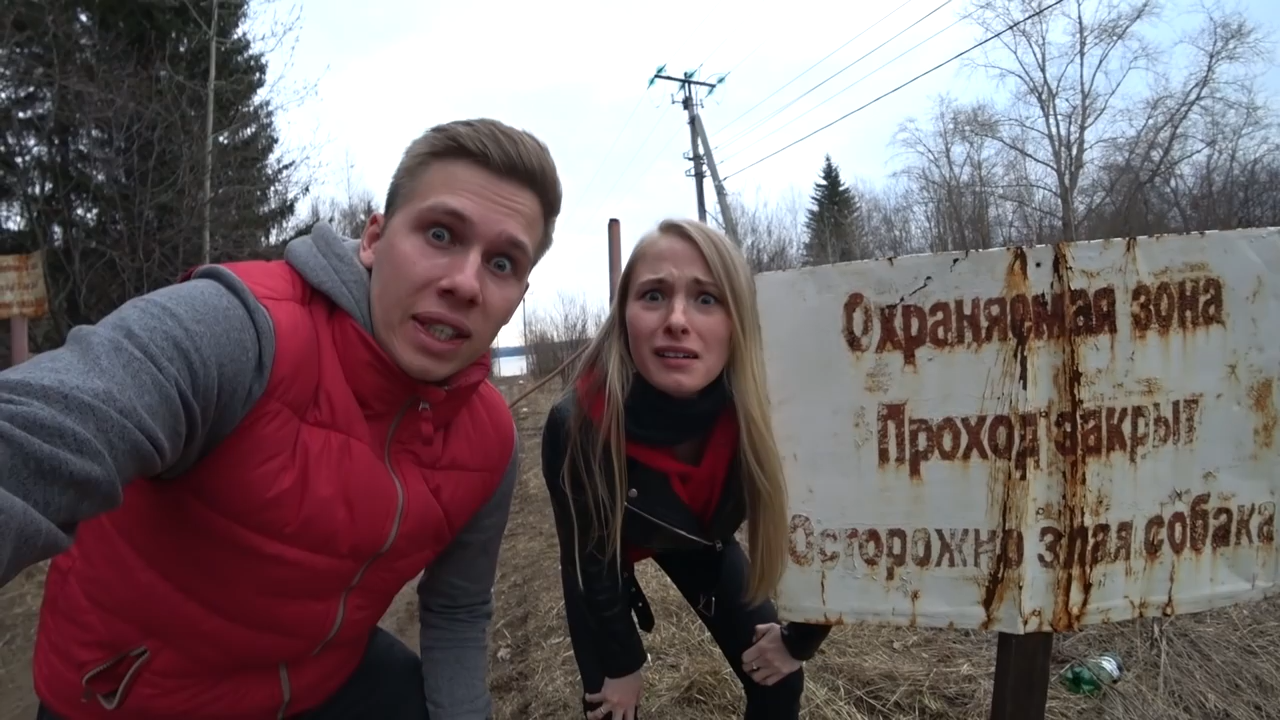 Охраняемая зона
Проход закрыт
Осторожно злая собака